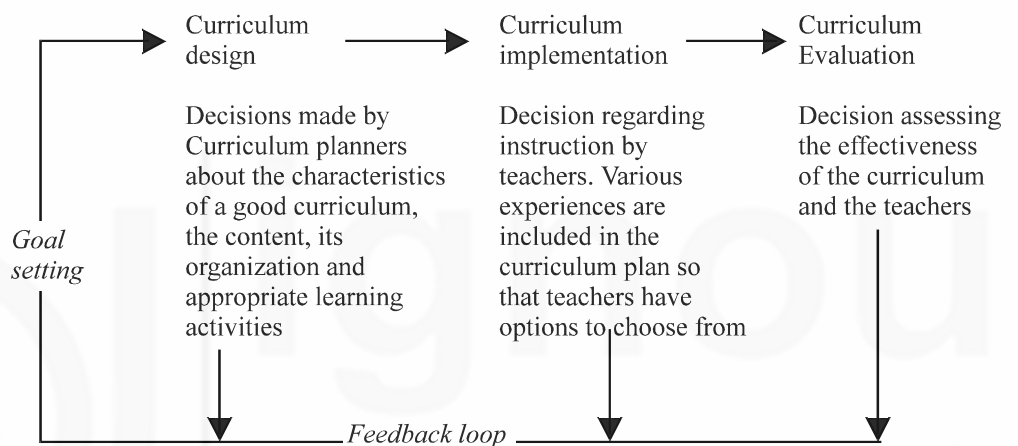 Curriculum
design
Curriculum
implementation
Curriculum
Evaluation
Decisions made by
Curriculum planners
about the characteristics
of a good curriculum,
the content, its
organization and
appropriate learning
activities
Decision regarding
instruction by
teachers. Various
experiences are
included in the
curriculum plan so
that teachers have
options to choose from
Decision assessing
the effectiveness
of the curriculum
and the teachers
Goal
setting
Feedback loop
ignou